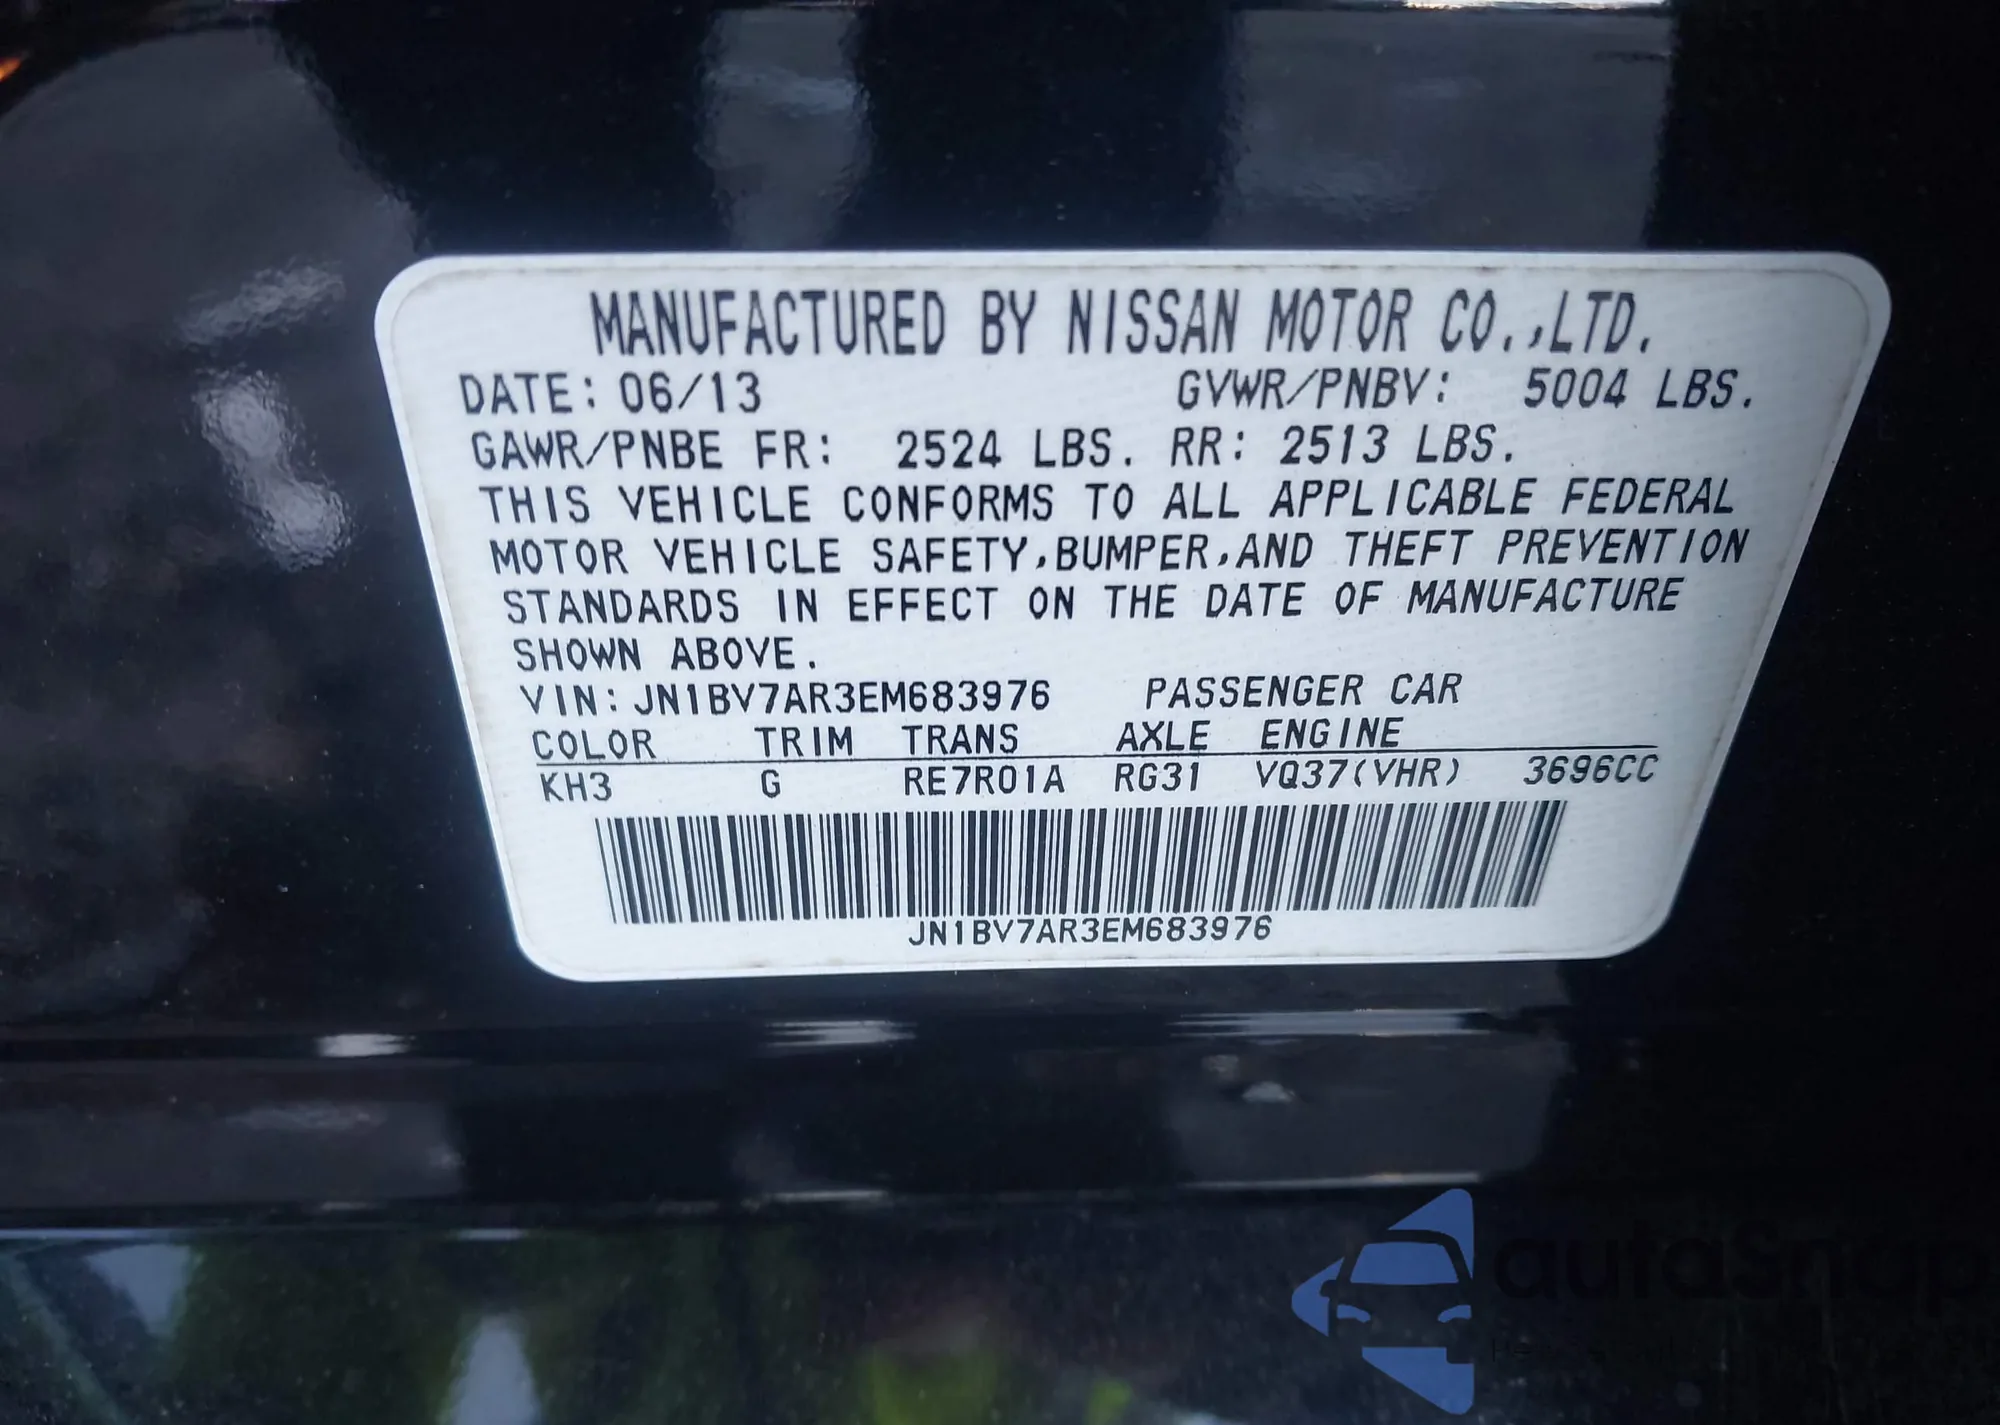 MANUFACTURED BY NISSAN MOTOR CO.,LTD.
DATE: 06/13 GVWR/PNBV: 5004 LBS.
GAWR/PNBE FR: 2524 LBS. RR: 2513 LBS.
THIS VEHICLE CONFORMS TO ALL APPLICABLE FEDERAL
MOTOR VEHICLE SAFETY,BUMPER,AND THEFT PREVENTION
STANDARDS IN EFFECT ON THE DATE OF MANUFACTURE
SHOWN ABOVE.
VIN:JN1BV7AR3EM683976 PASSENGER CAR
COLOR TRIM TRANS AXLE ENGINE
KH3 G RE7R01A RG31 VQ37(VHR) 3696CC
JN1BV7AR3EM683976
autosnap